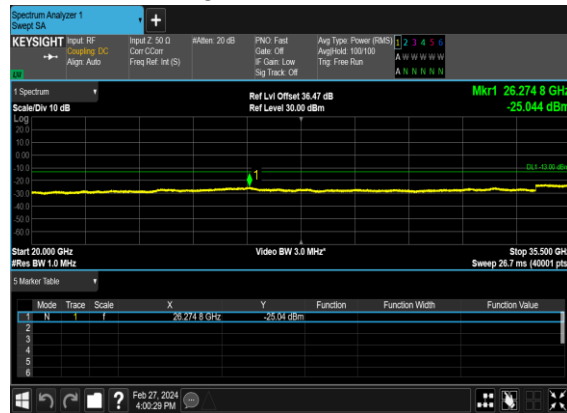 Spectrum Analyzer 1
Swept SA
+
KEYSIGHT Input: RF Input Z: 50 Ω #Atten: 20 dB PNO: Fast Avg Type: Power (RMS) 1 2 3 4 5 6
Coupling: DC Corr CCorr Gate: Off Avg|Hold: 100/100 A W W W W W
Align: Auto Freq Ref: Int (S) IF Gain: Low Trig: Free Run A N N N N N
Sig Track: Off
1 Spectrum
Ref Lvl Offset 36.47 dB Mkr1 26.274 8 GHz
Scale/Div 10 dB Ref Level 30.00 dBm -25.044 dBm
Log
20.0
10.0
0.00
-10.0
DL1 -13.00 dBm
1
-20.0
-30.0
-40.0
-50.0
-60.0
Start 20.000 GHz Video BW 3.0 MHz* Stop 35.500 GHz
#Res BW 1.0 MHz Sweep 26.7 ms (40001 pts)
5 Marker Table
Mode Trace Scale X Y Function Function Width Function Value
1 N 1 f 26.274 8 GHz -25.04 dBm
2
3
4
5
6
? Feb 27, 2024
4:00:29 PM